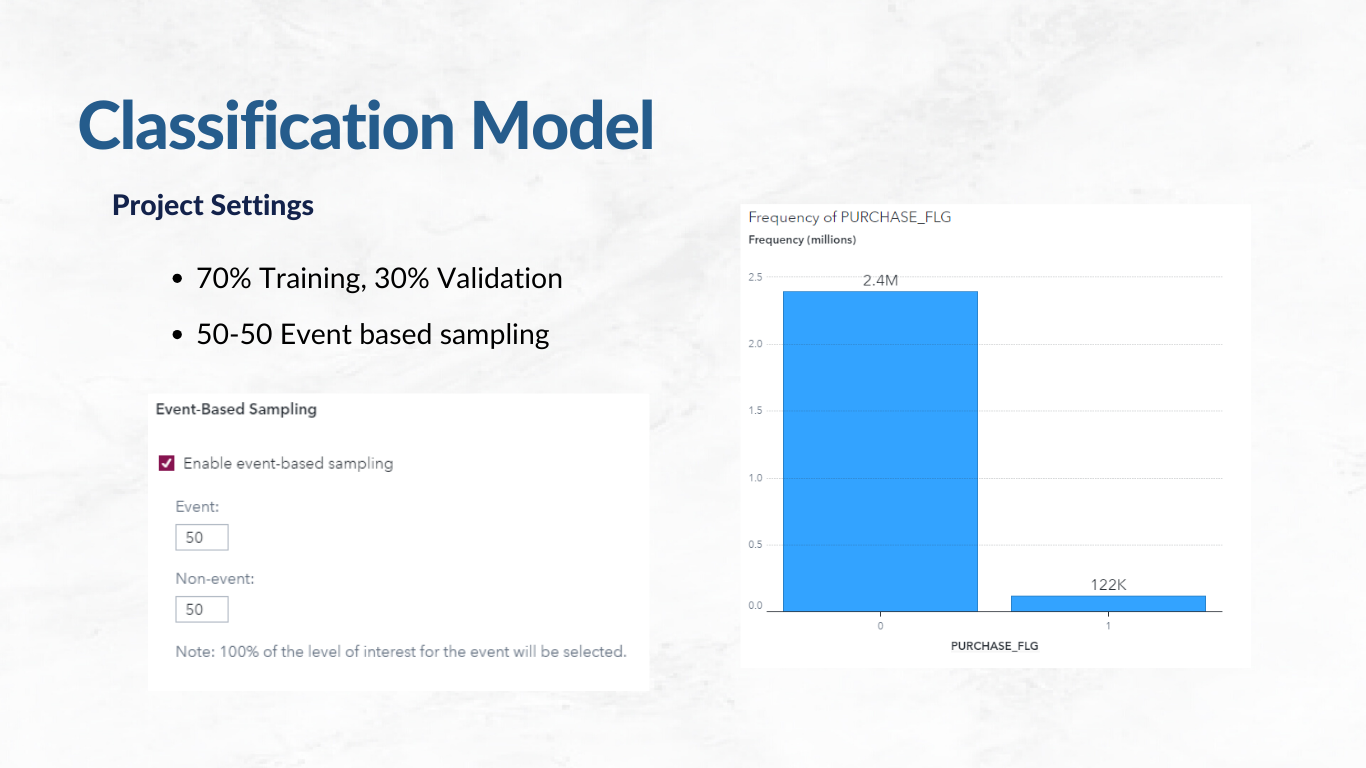 Classification Model
Project Settings
• 70% Training, 30% Validation
• 50-50 Event based sampling
Event-Based Sampling
Enable event-based sampling
Event:
50
Non-event:
50
Note: 100% of the level of interest for the event will be selected.
Frequency of PURCHASE_FLG
Frequency (millions)
2.5
2.4M
2.0
1.5
1.0
0.5
122K
0.0
0
1
PURCHASE_FLG